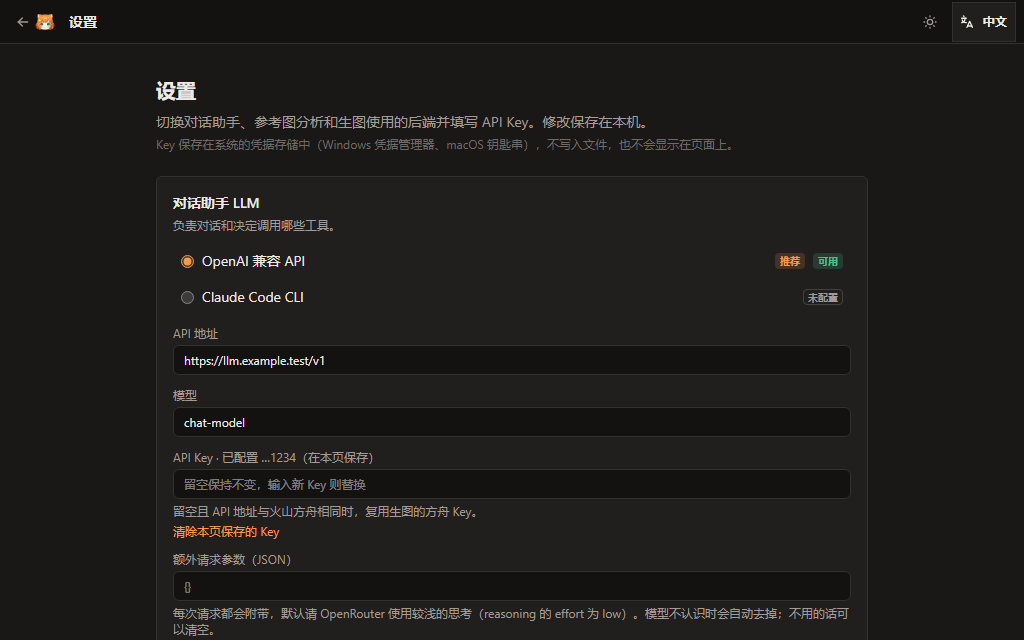 设置
中文
设置
切换对话助手、参考图分析和生图使用的后端并填写 API Key。修改保存在本机。
Key 保存在系统的凭据存储中（Windows 凭据管理器、macOS 钥匙串），不写入文件，也不会显示在页面上。
对话助手 LLM
负责对话和决定调用哪些工具。
OpenAI 兼容 API 推荐 可用
Claude Code CLI 未配置
API 地址
https://llm.example.test/v1
模型
chat-model
API Key · 已配置 ...1234（在本页保存）
留空保持不变，输入新 Key 则替换
留空且 API 地址与火山方舟相同时，复用生图的方舟 Key。
清除本页保存的 Key
额外请求参数（JSON）
{}
每次请求都会附带，默认请 OpenRouter 使用较浅的思考（reasoning 的 effort 为 low）。模型不认识时会自动去掉；不用的话可
以清空。